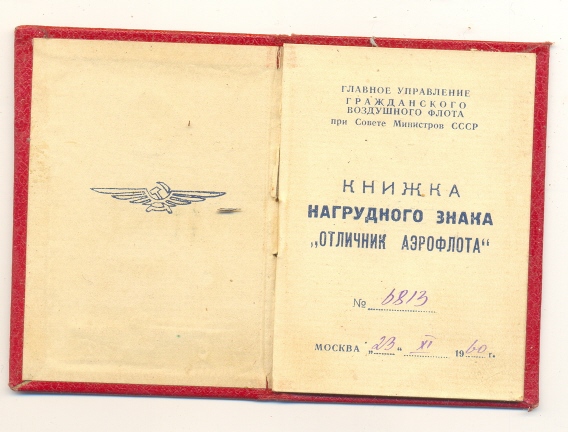 ГЛАВНОЕ УПРАВЛЕНИЕ
ГРАЖДАНСКОГО
ВОЗДУШНОГО ФЛОТА
при Совете Министров СССР
КНИЖКА
НАГРУДНОГО ЗНАКА
„ОТЛИЧНИК АЭРОФЛОТА“
№ 6813
МОСКВА „23“ XI 1960 г.